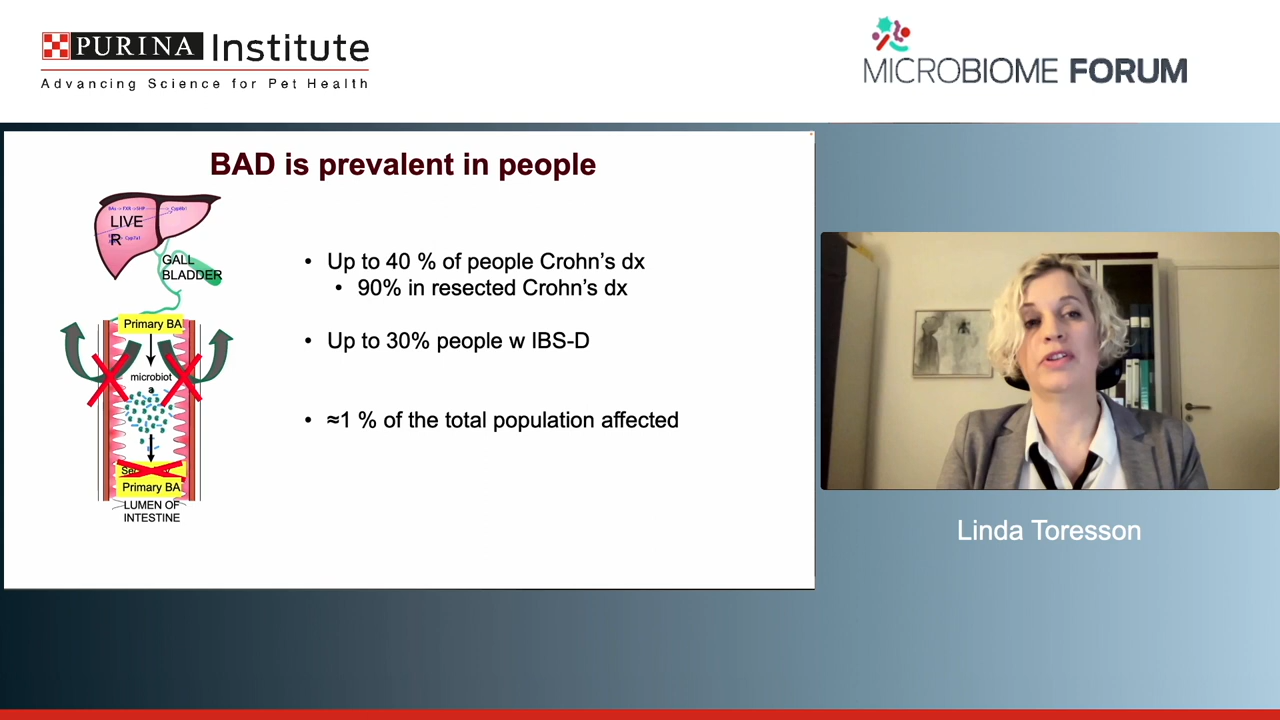 PURINA Institute
Advancing Science for Pet Health
MICROBIOME FORUM
BAD is prevalent in people
LIVE
R
GALL
BLADDER
Primary BA
microbiot
a
Primary BA
LUMEN OF
INTESTINE
• Up to 40 % of people Crohn's dx
• 90% in resected Crohn's dx
• Up to 30% people w IBS-D
• ≈1 % of the total population affected
Linda Toresson